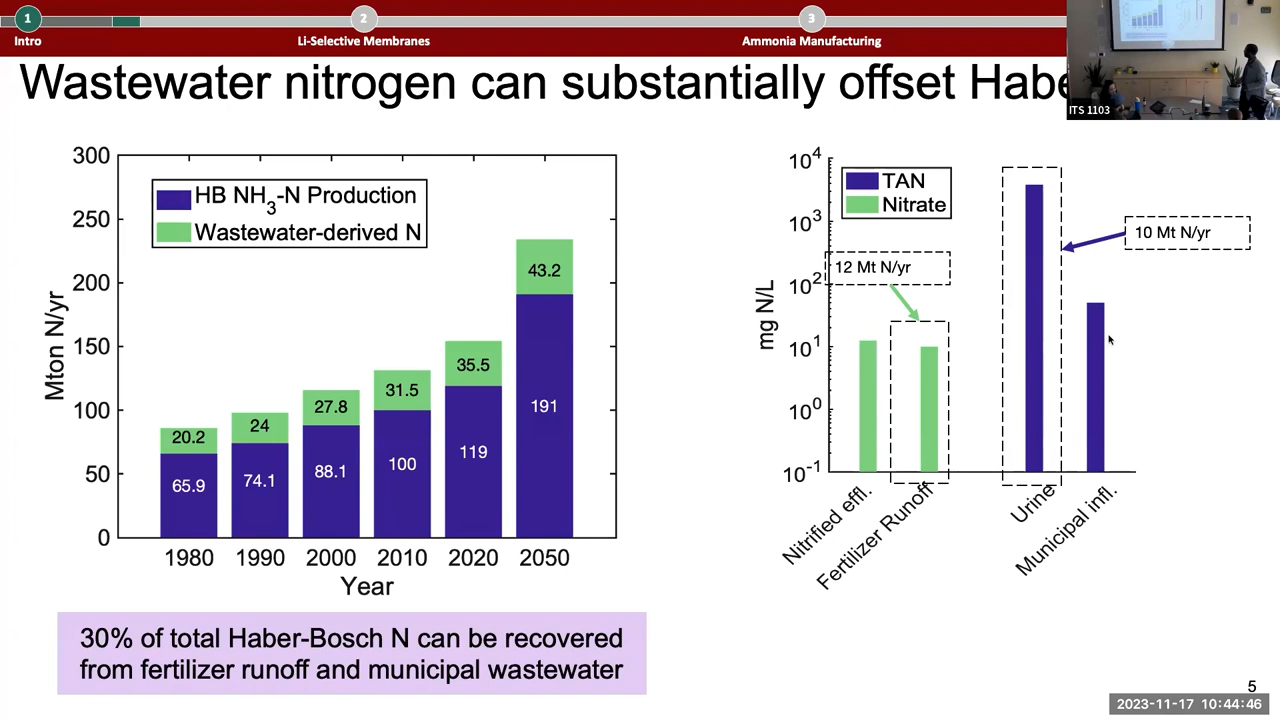 1
2
3
Intro
Li-Selective Membranes
Ammonia Manufacturing
ITS 1103
Wastewater nitrogen can substantially offset
300
250
200
150
100
50
0
Mton N/yr
HB NH3-N Production
Wastewater-derived N
20.2
65.9
24
74.1
27.8
88.1
31.5
100
35.5
119
43.2
191
1980 1990 2000 2010 2020 2050
Year
10^4
10^3
10^2
10^1
10^0
10^-1
mg N/L
TAN
Nitrate
12 Mt N/yr
10 Mt N/yr
Nitrified effl.
Fertilizer Runoff
Urine
Municipal infl.
30% of total Haber-Bosch N can be recovered
from fertilizer runoff and municipal wastewater
5
2023-11-17 10:44:46